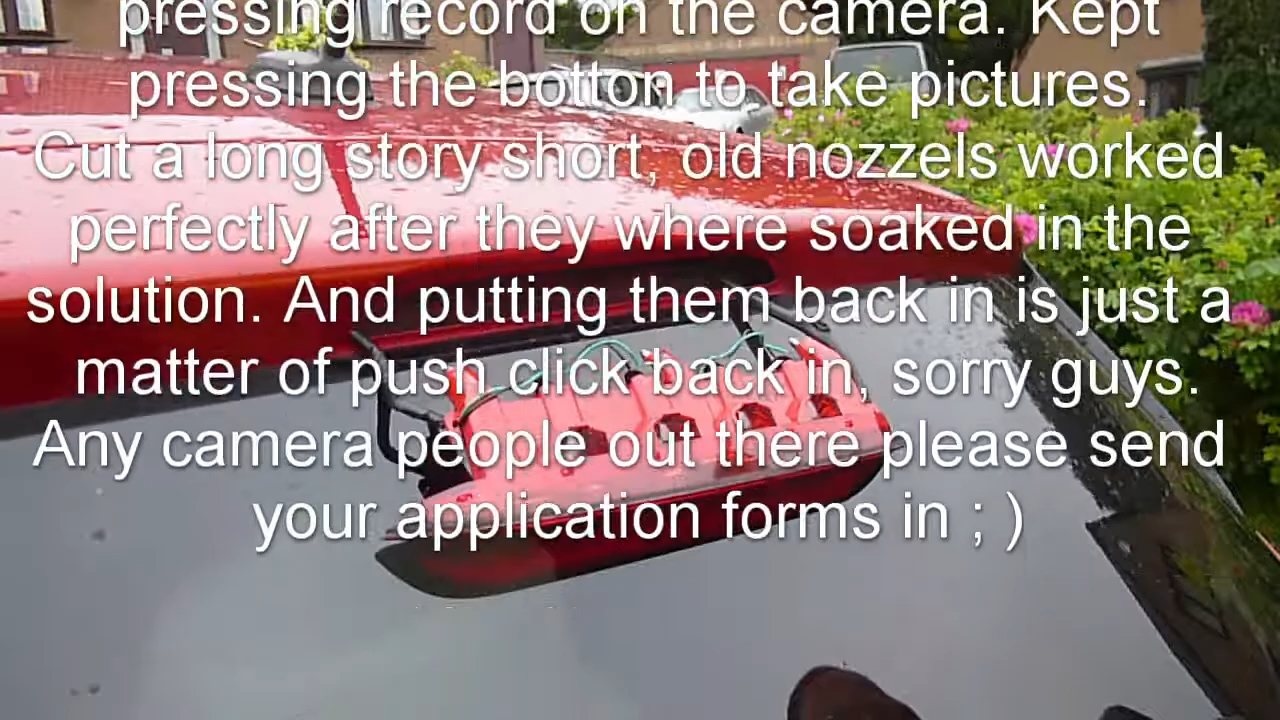 pressing record on the camera. Kept
pressing the botton to take pictures.
Cut a long story short, old nozzels worked
perfectly after they where soaked in the
solution. And putting them back in is just a
matter of push click back in, sorry guys.
Any camera people out there please send
your application forms in ; )